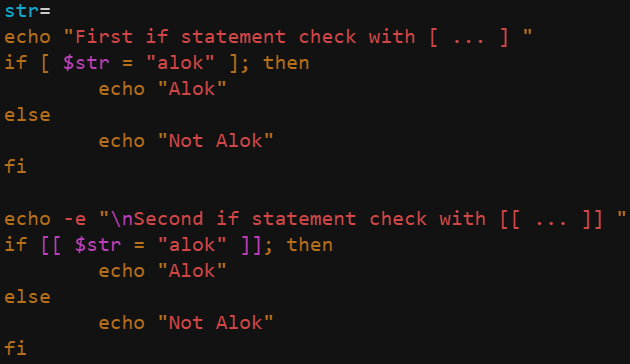 str=
echo "First if statement check with [ ... ] "
if [ $str = "alok" ]; then
        echo "Alok"
else
        echo "Not Alok"
fi

echo -e "\nSecond if statement check with [[ ... ]] "
if [[ $str = "alok" ]]; then
        echo "Alok"
else
        echo "Not Alok"
fi